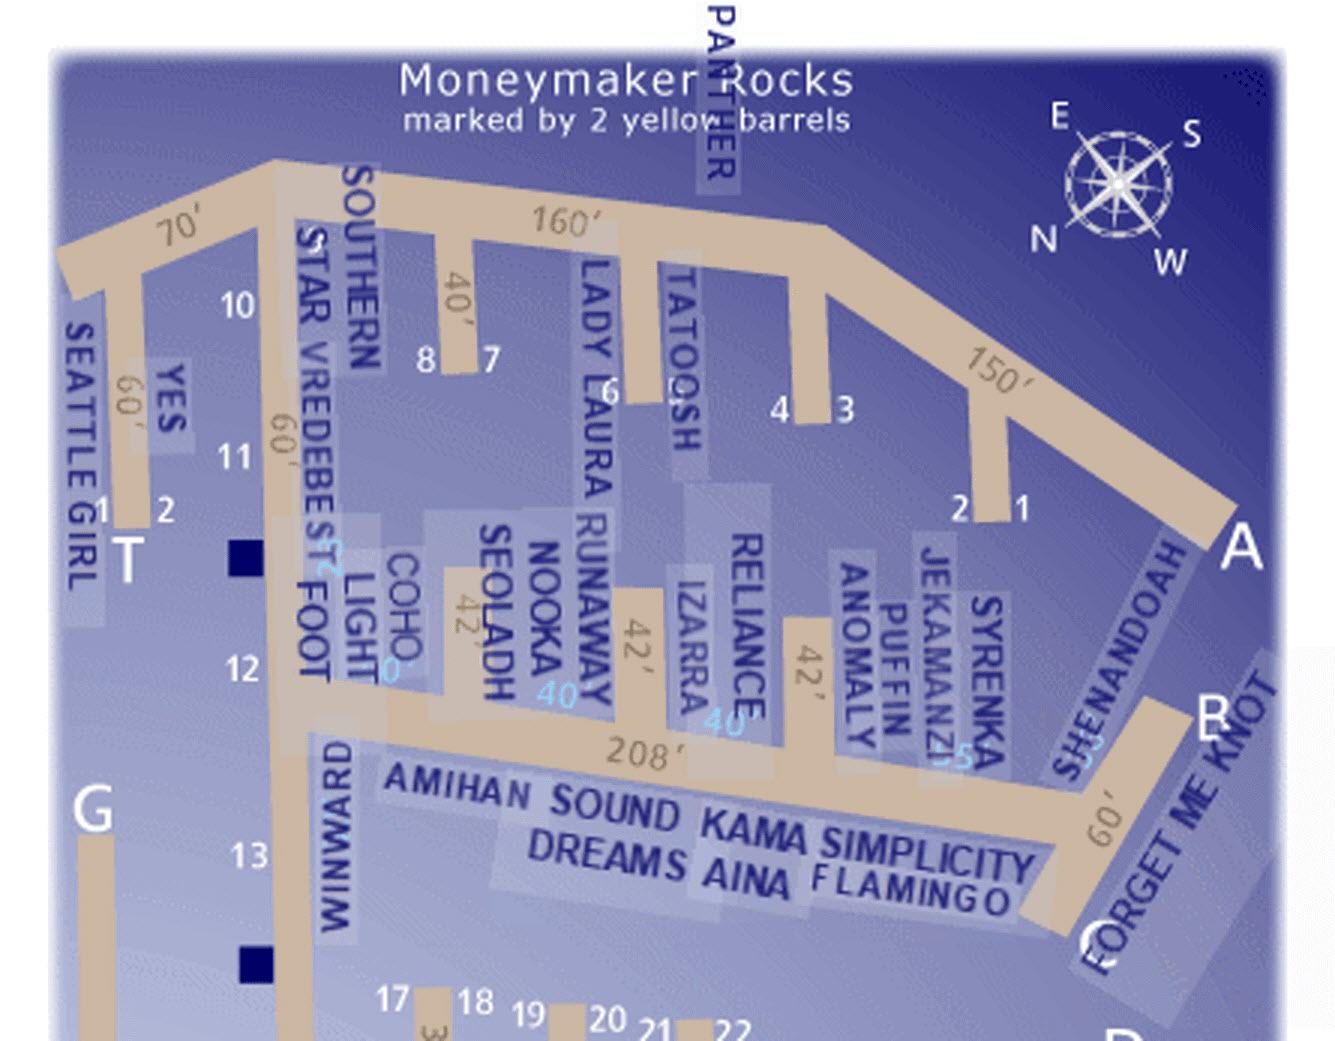 PANTHER
Moneymaker Rocks
marked by 2 yellow barrels
E
S
N
W
70'
160'
150'
SOUTHERN
STAR
10
40'
8
7
LADY LAURA
6
TATOOSH
4
3
2
1
A
SEATTLE GIRL
60'
YES
1
2
T
11
60'
VREDEBEST
12
FOOT
LIGHT
COHO
42'
SEOLADH
NOOKA
40'
RUNAWAY
42'
IZARRA
RELIANCE
40'
42'
ANOMALY
PUFFIN
JEKAMANZI
SYRENKA
SHENANDOAH
B
208'
60'
FORGET ME KNOT
C
G
13
WINWARD
AMIHAN
SOUND
DREAMS
KAMA
AINA
SIMPLICITY
FLAMINGO
17
18
19
20
21
22
3